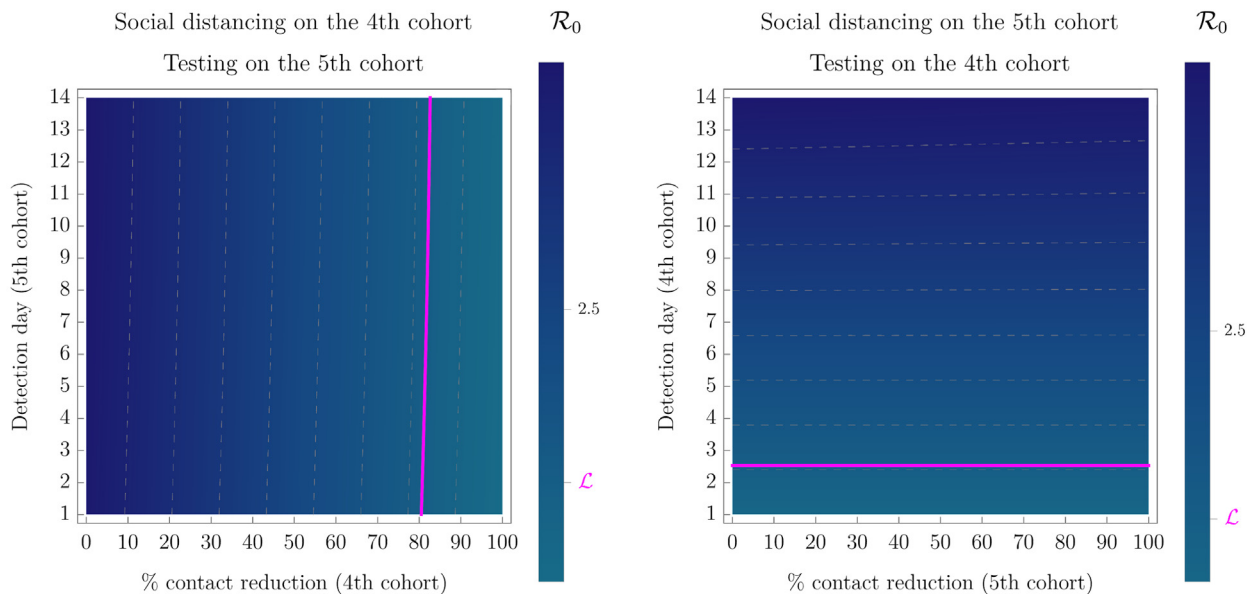 Social distancing on the 4th cohort
Testing on the 5th cohort
ℛ₀
14
13
12
11
10
9
8
7
6
5
4
3
2
1
Detection day (5th cohort)
0 10 20 30 40 50 60 70 80 90 100
% contact reduction (4th cohort)
2.5
ℒ
Social distancing on the 5th cohort
Testing on the 4th cohort
ℛ₀
14
13
12
11
10
9
8
7
6
5
4
3
2
1
Detection day (4th cohort)
0 10 20 30 40 50 60 70 80 90 100
% contact reduction (5th cohort)
2.5
ℒ